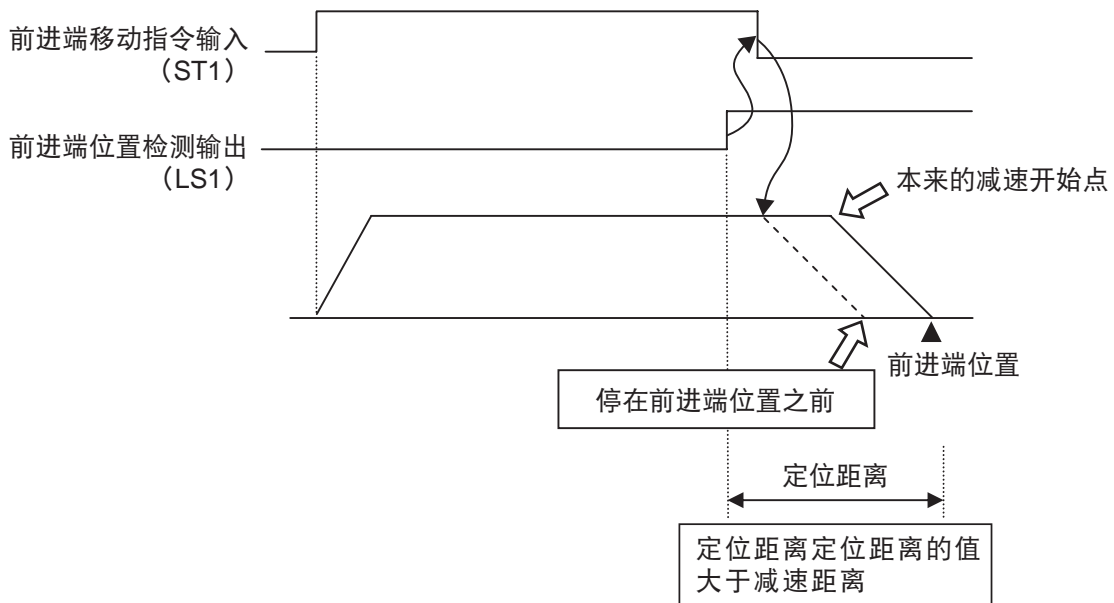 前进端移动指令输入
（ST1）
前进端位置检测输出
（LS1）
本来的减速开始点
前进端位置
停在前进端位置之前
定位距离
定位距离定位距离的值
大于减速距离